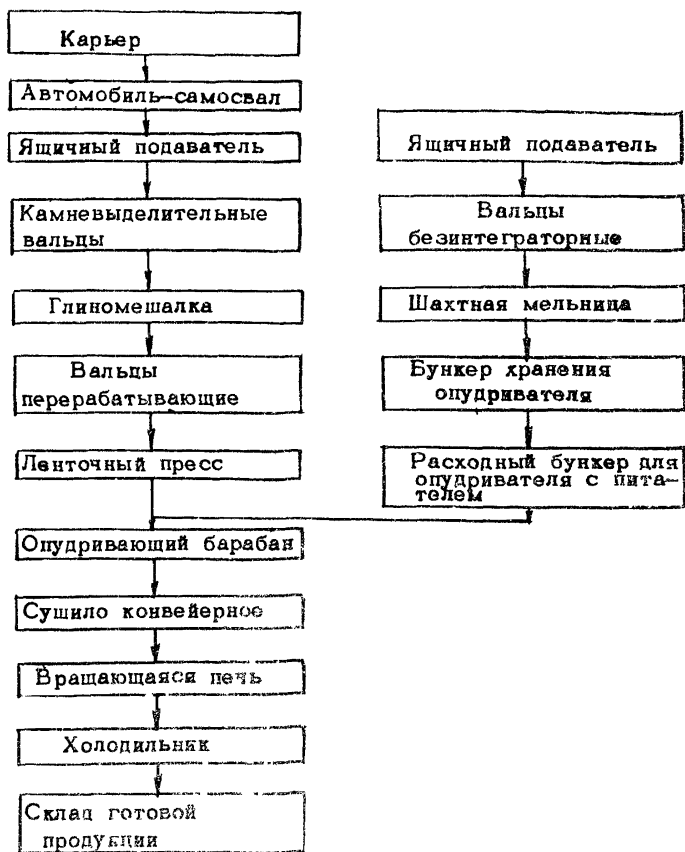 Карьер
Автомобиль-самосвал
Ящичный подаватель
Камневыделительные
вальцы
Глиномешалка
Вальцы
перерабатывающие
Ленточный пресс
Ящичный подаватель
Вальцы
безинтеграторные
Шахтная мельница
Бункер хранения
опудривателя
Расходный бункер для
опудривателя с пита-
телем
Опудривающий барабан
Сушило конвейерное
Вращающаяся печь
Холодильняк
Склад готовой
продукции